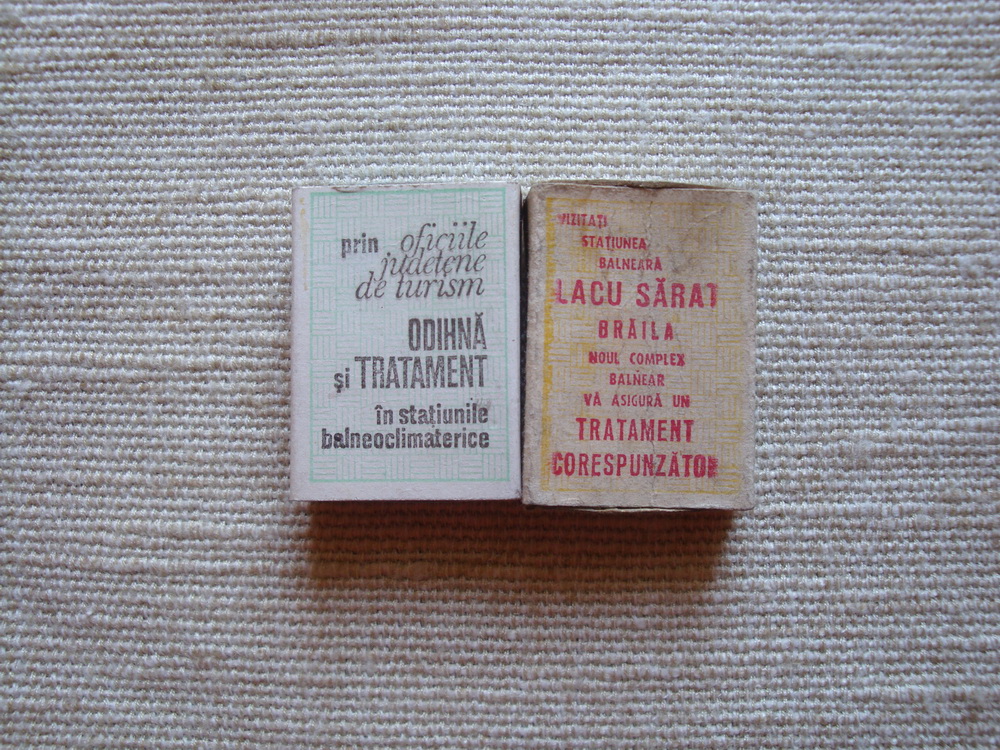 prin oficiile
județene
de turism
ODIHNĂ
și TRATAMENT
în stațiunile
balneoclimaterice
VIZITAȚI
STAȚIUNEA
BALNEARĂ
LACU SĂRAT
BRĂILA
NOUL COMPLEX
BALNEAR
VĂ ASIGURĂ UN
TRATAMENT
CORESPUNZĂTOR